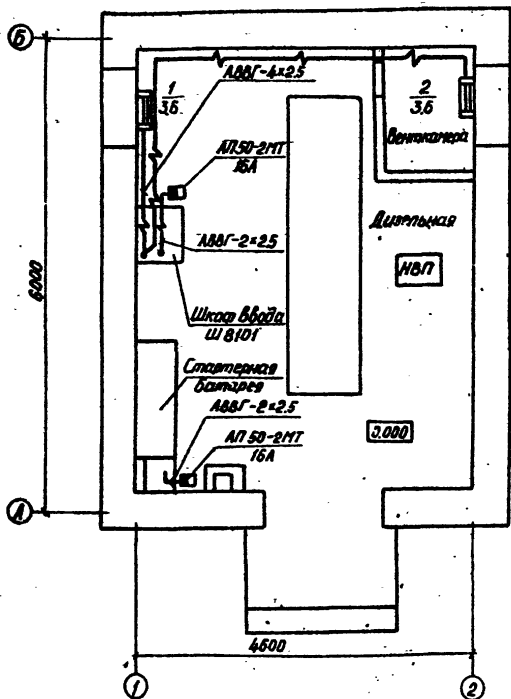 Б
АВВГ-4×2.5
1
3,6
2
3,6
Венткамера
АП50-2МТ
16А
Дизельная
АВВГ-2×2.5
НВП
6000
Шкаф ввода
Ш 8101
Стартерная
батарея
АВВГ-2×2.5
АП 50-2МТ
16А
0.000
А
4600
1
2